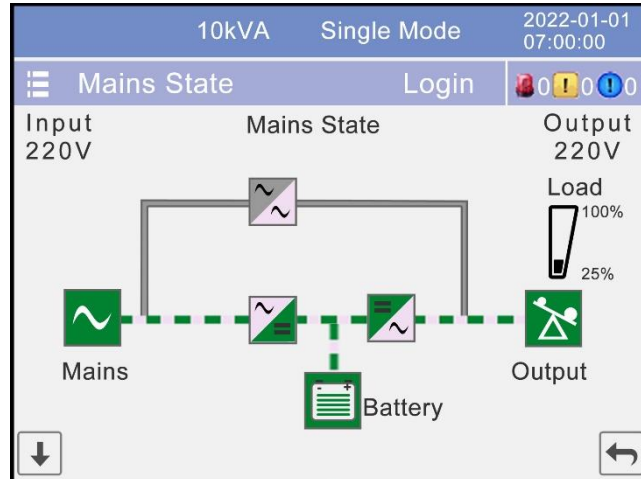 10kVA Single Mode 2022-01-01
07:00:00
Mains State Login 0 ! 0 ! 0
Input Mains State Output
220V 220V
Load
100%
25%
Mains Output
Battery